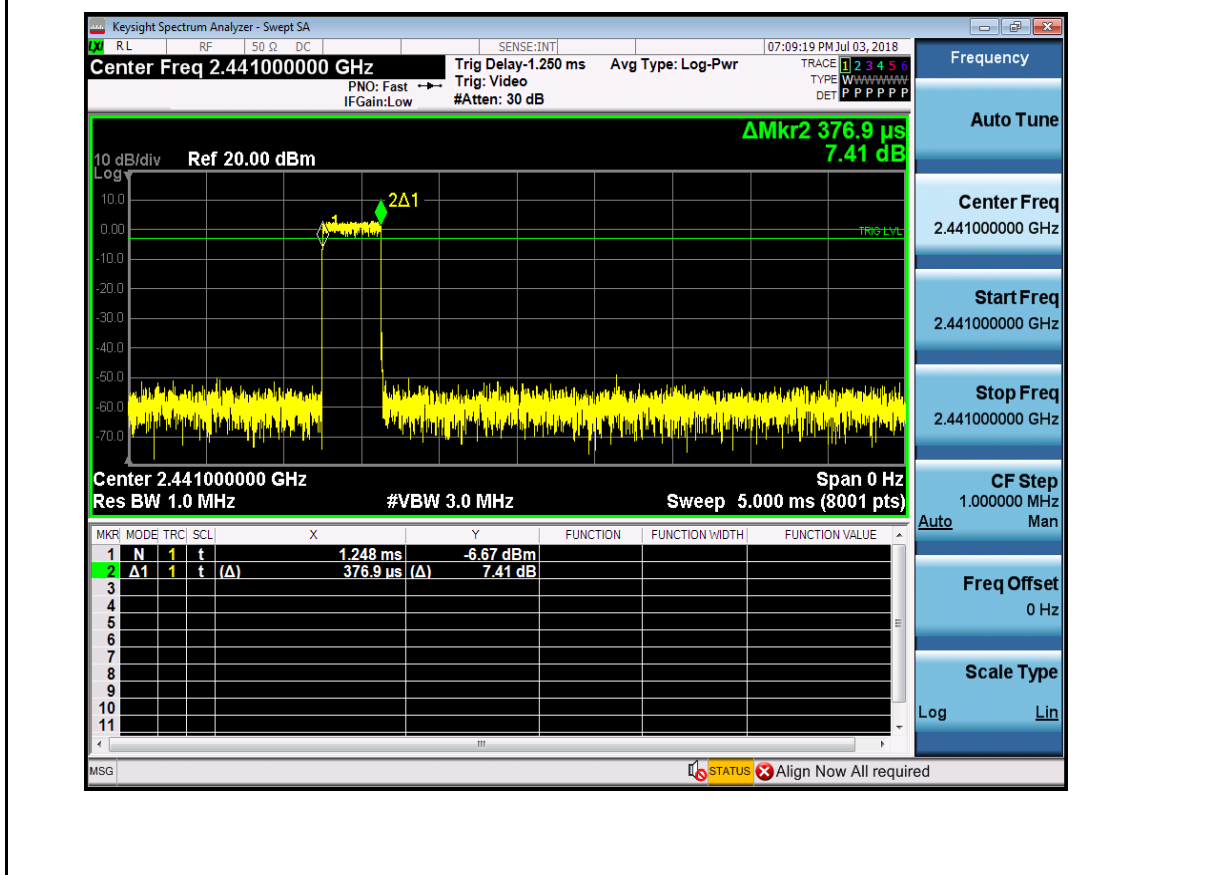 Keysight Spectrum Analyzer - Swept SA
LXI RL RF 50 Ω DC SENSE:INT 07:09:19 PM Jul 03, 2018
Center Freq 2.441000000 GHz
PNO: Fast
IFGain:Low
Trig Delay-1.250 ms
Trig: Video
#Atten: 30 dB
Avg Type: Log-Pwr
TRACE 1 2 3 4 5 6
TYPE WWWWWW
DET P P P P P P
ΔMkr2 376.9 µs
7.41 dB
10 dB/div Ref 20.00 dBm
Log
10.0
0.00
-10.0
-20.0
-30.0
-40.0
-50.0
-60.0
-70.0
1
2Δ1
TRIG LVL
Center 2.441000000 GHz Span 0 Hz
Res BW 1.0 MHz #VBW 3.0 MHz Sweep 5.000 ms (8001 pts)
MKR MODE TRC SCL X Y FUNCTION FUNCTION WIDTH FUNCTION VALUE
1 N 1 t 1.248 ms -6.67 dBm
2 Δ1 1 t (Δ) 376.9 µs (Δ) 7.41 dB
3
4
5
6
7
8
9
10
11
MSG STATUS Align Now All required
Frequency
Auto Tune
Center Freq
2.441000000 GHz
Start Freq
2.441000000 GHz
Stop Freq
2.441000000 GHz
CF Step
1.000000 MHz
Auto Man
Freq Offset
0 Hz
Scale Type
Log Lin